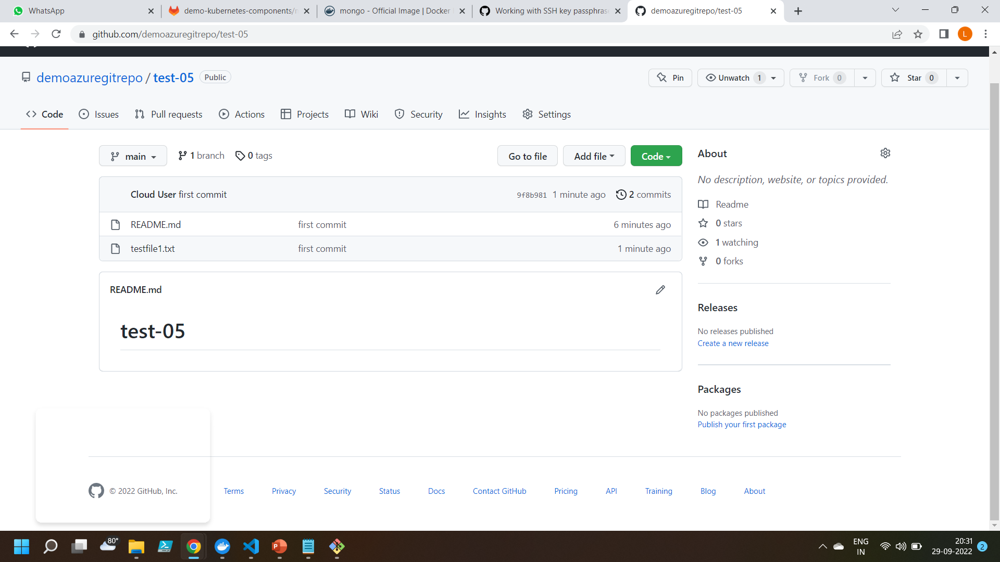 WhatsApp
demo-kubernetes-components/
mongo - Official Image | Docker
Working with SSH key passphrase
demoazuregitrepo/test-05
github.com/demoazuregitrepo/test-05
L
demoazuregitrepo / test-05 Public
Pin
Unwatch 1
Fork 0
Star 0
Code
Issues
Pull requests
Actions
Projects
Wiki
Security
Insights
Settings
main
1 branch
0 tags
Go to file
Add file
Code
About
No description, website, or topics provided.
Cloud User first commit
9f8b981 1 minute ago
2 commits
README.md first commit 6 minutes ago
testfile1.txt first commit 1 minute ago
Readme
0 stars
1 watching
0 forks
README.md
test-05
Releases
No releases published
Create a new release
Packages
No packages published
Publish your first package
© 2022 GitHub, Inc.
Terms
Privacy
Security
Status
Docs
Contact GitHub
Pricing
API
Training
Blog
About
80°
P
ENG
IN
20:31
29-09-2022
2